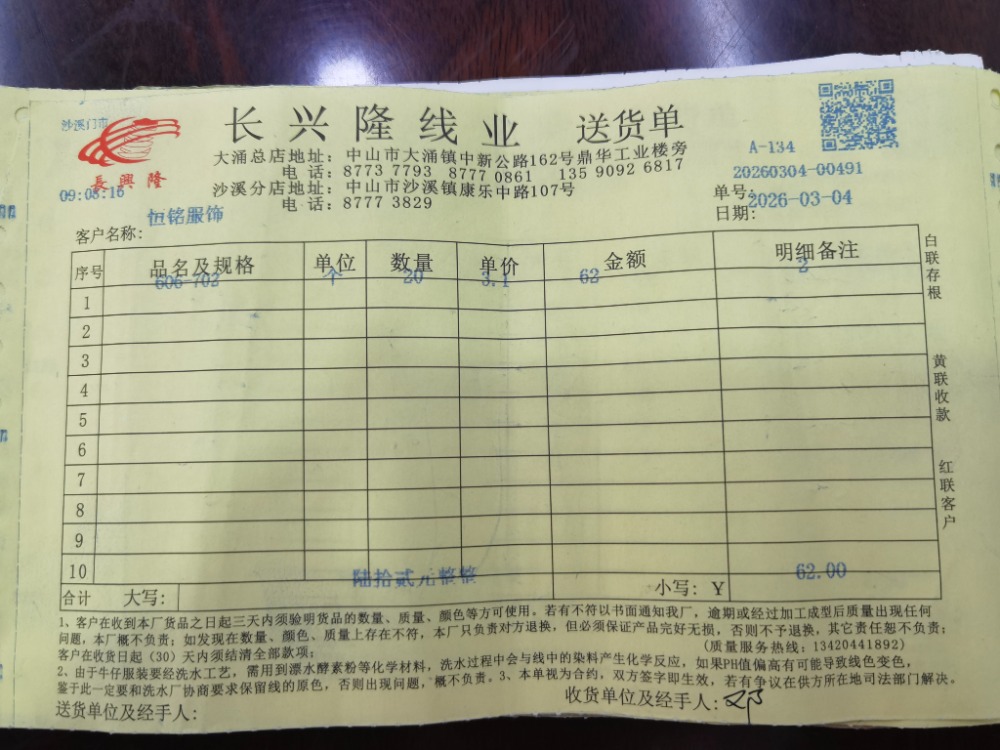 长兴隆线业 送货单
沙溪门市
長興隆
09:08:16
大涌总店地址：中山市大涌镇中新公路162号鼎华工业楼旁
电话：8773 7793 8777 0861 135 9092 6817
沙溪分店地址：中山市沙溪镇康乐中路107号
电话：8777 3829
A-134
单号：20260304-00491
日期：2026-03-04
客户名称：恒铭服饰
序号 品名及规格 单位 数量 单价 金额 明细备注
606-702 个 20 3.1 62 2
1
2
3
4
5
6
7
8
9
10
合计 大写：陆拾贰元整整 小写：Y 62.00
白联存根
黄联收款
红联客户
1、客户在收到本厂货品之日起三天内须验明货品的数量、质量、颜色等方可使用。若有不符以书面通知我厂，逾期或经过加工成型后质量出现任何
问题，本厂概不负责；如发现在数量、颜色、质量上存在不符，本厂只负责对方退换，但必须保证产品完好无损，否则不予退换，其它责任恕不负责；
客户在收货日起（30）天内须结清全部款项； （质量服务热线：13420441892）
2、由于牛仔服装要经洗水工艺，需用到漂水酵素粉等化学材料，洗水过程中会与线中的染料产生化学反应，如果PH值偏高有可能导致线色变色，
鉴于此一定要和洗水厂协商要求保留线的原色，否则出现问题，概不负责。3、本单视为合约，双方签字即生效，若有争议在供方所在地司法部门解决。
送货单位及经手人： 收货单位及经手人：